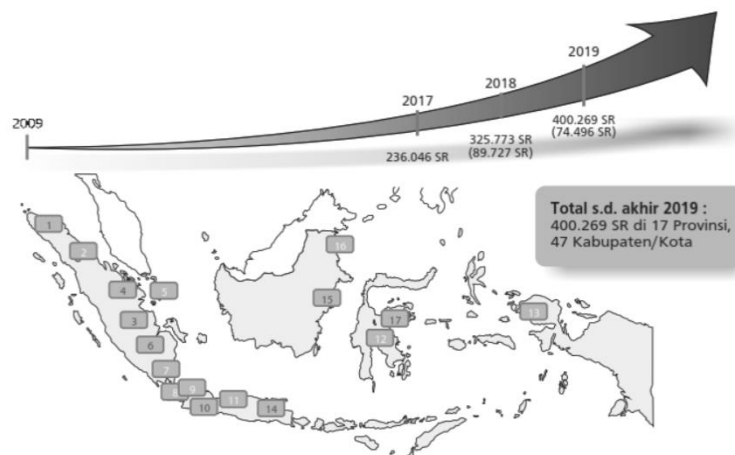 2019
2018
2017
2009
400.269 SR
(74.496 SR)
325.773 SR
(89.727 SR)
236.046 SR
Total s.d. akhir 2019 :
400.269 SR di 17 Provinsi,
47 Kabupaten/Kota
1
16
2
4
5
15
13
3
17
6
12
7
8
9
10
11
14